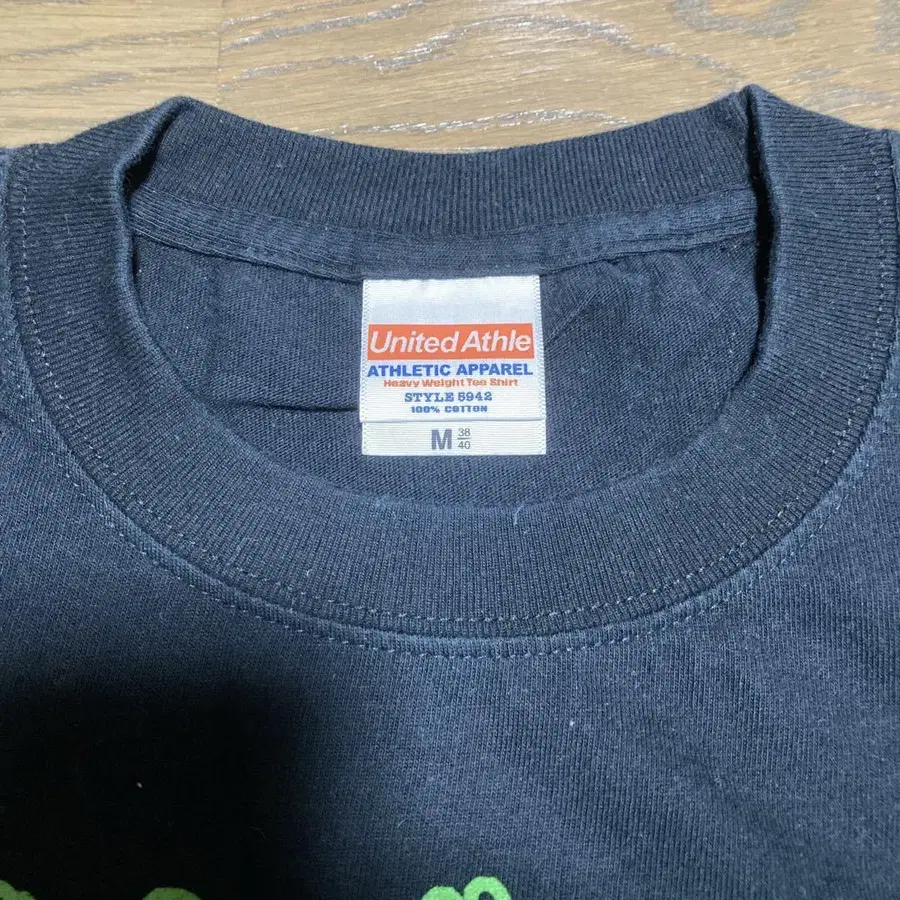 United Athle
ATHLETIC APPAREL
Heavy Weight Tee Shirt
STYLE 5942
100% COTTON
M 38/40